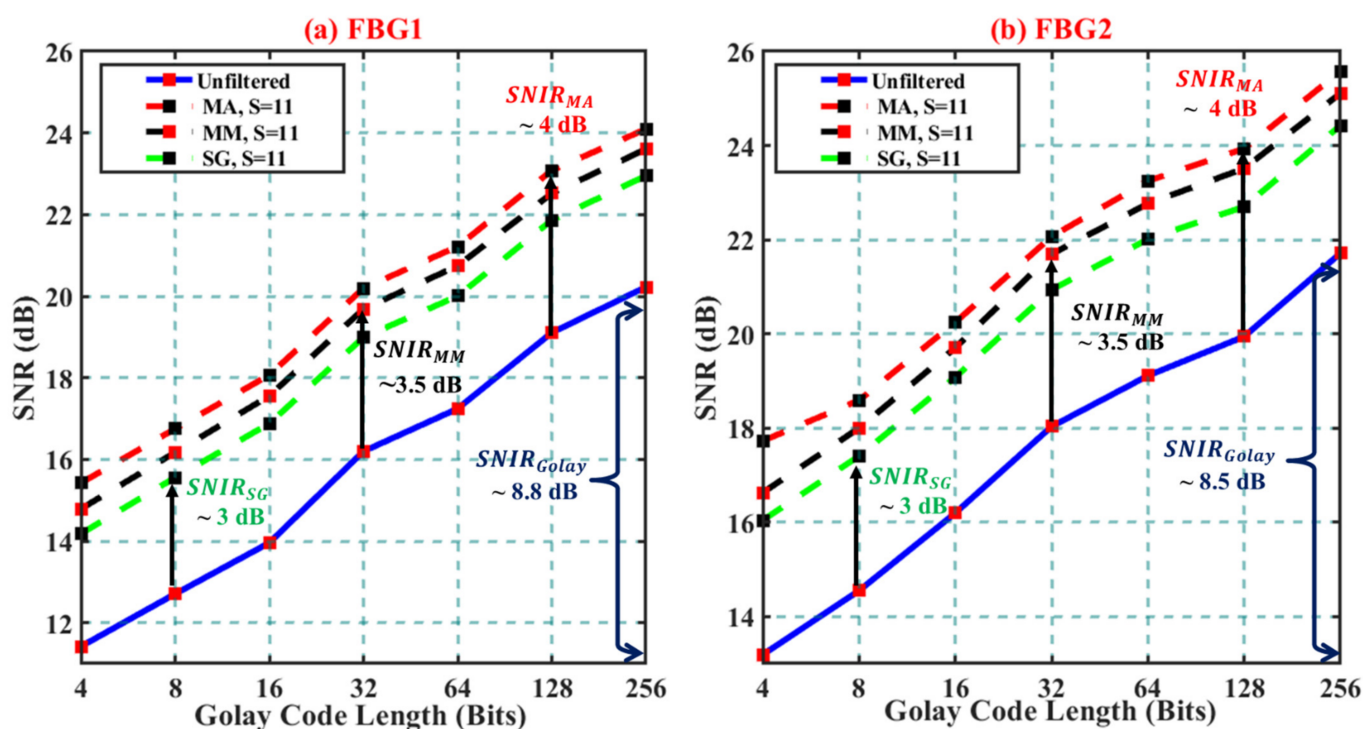 (a) FBG1
26
24
22
20
18
16
14
12
SNR (dB)
Unfiltered
MA, S=11
MM, S=11
SG, S=11
SNIR_MA
~ 4 dB
SNIR_MM
~3.5 dB
SNIR_SG
~ 3 dB
SNIR_Golay
~ 8.8 dB
4 8 16 32 64 128 256
Golay Code Length (Bits)
(b) FBG2
26
24
22
20
18
16
14
SNR (dB)
Unfiltered
MA, S=11
MM, S=11
SG, S=11
SNIR_MA
~ 4 dB
SNIR_MM
~ 3.5 dB
SNIR_SG
~ 3 dB
SNIR_Golay
~ 8.5 dB
4 8 16 32 64 128 256
Golay Code Length (Bits)